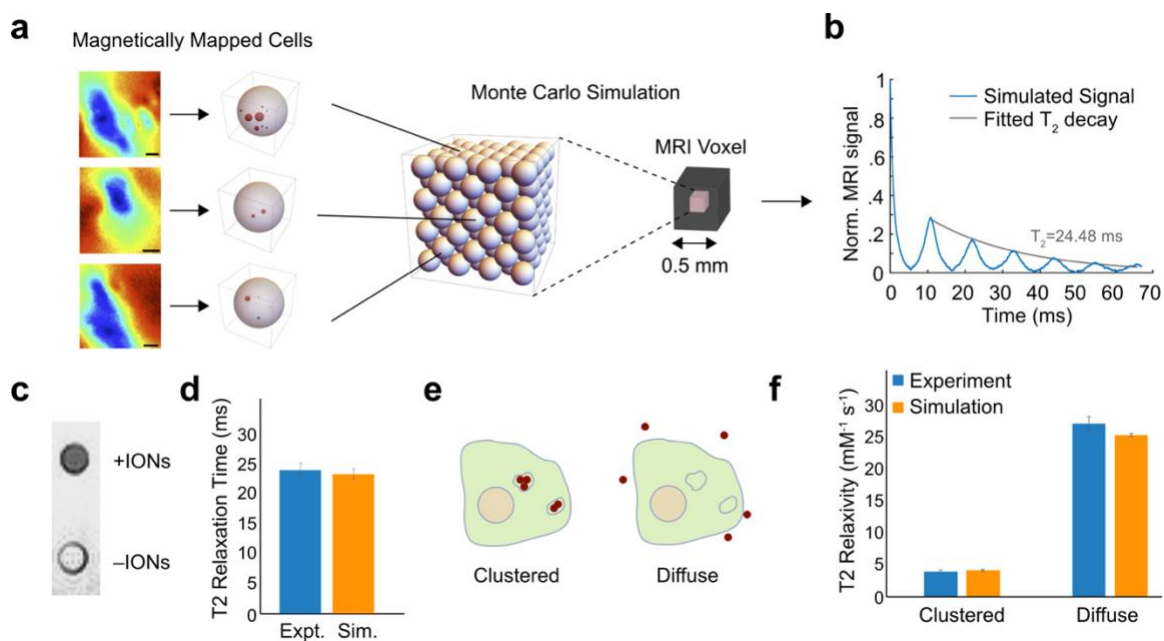 a
Magnetically Mapped Cells
Monte Carlo Simulation
MRI Voxel
0.5 mm
b
Norm. MRI signal
1
.8
.6
.4
.2
0
Simulated Signal
Fitted T2 decay
T2=24.48 ms
0 10 20 30 40 50 60 70
Time (ms)
c
+IONs
–IONs
d
T2 Relaxation Time (ms)
30
25
20
15
10
5
0
Expt. Sim.
e
Clustered
Diffuse
f
T2 Relaxivity (mM⁻¹ s⁻¹)
30
25
20
15
10
5
0
Experiment
Simulation
Clustered
Diffuse